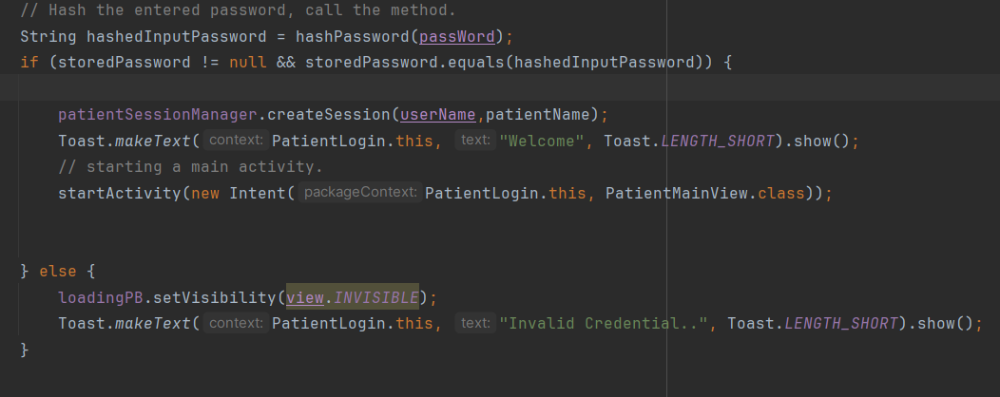 // Hash the entered password, call the method.
String hashedInputPassword = hashPassword(passWord);
if (storedPassword != null && storedPassword.equals(hashedInputPassword)) {
patientSessionManager.createSession(userName,patientName);
Toast.makeText( context: PatientLogin.this, text: "Welcome", Toast.LENGTH_SHORT).show();
// starting a main activity.
startActivity(new Intent( packageContext: PatientLogin.this, PatientMainView.class));
} else {
loadingPB.setVisibility(view.INVISIBLE);
Toast.makeText( context: PatientLogin.this, text: "Invalid Credential..", Toast.LENGTH_SHORT).show();
}